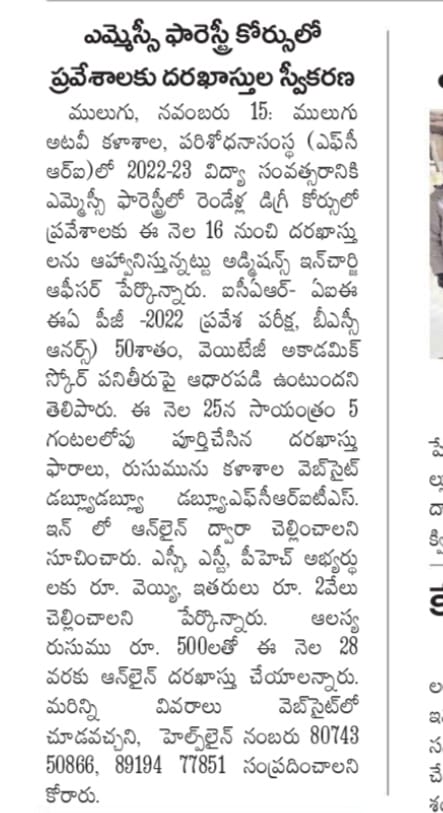 ఎమ్మెస్సీ ఫారెస్ట్రీ కోర్సులో
ప్రవేశాలకు దరఖాస్తుల స్వీకరణ
ములుగు, నవంబరు 15: ములుగు
అటవీ కళాశాల, పరిశోధనాసంస్థ (ఎఫ్‌సీ
ఆర్ఐ)లో 2022-23 విద్యా సంవత్సరానికి
ఎమ్మెస్సీ ఫారెస్ట్రీలో రెండేళ్ల డిగ్రీ కోర్సులో
ప్రవేశాలకు ఈ నెల 16 నుంచి దరఖాస్తు
లను ఆహ్వానిస్తున్నట్టు అడ్మిషన్స్ ఇన్‌చార్జి
ఆఫీసర్ పేర్కొన్నారు. ఐసీఏఆర్- ఏఐఈ
ఈఏ పీజీ -2022 ప్రవేశ పరీక్ష, బీఎస్సీ
ఆనర్స్) 50శాతం, వెయిటేజీ అకాడమిక్
స్కోర్ పనితీరుపై ఆధారపడి ఉంటుందని
తెలిపారు. ఈ నెల 25న సాయంత్రం 5
గంటలలోపు పూర్తిచేసిన దరఖాస్తు
ఫారాలు, రుసుమును కళాశాల వెబ్‌సైట్
డబ్ల్యూడబ్ల్యూ డబ్ల్యూ.ఎఫ్‌సీఆర్ఐటీఎస్.
ఇన్ లో ఆన్‌లైన్ ద్వారా చెల్లించాలని
సూచించారు. ఎస్సీ, ఎస్టీ, పీహెచ్ అభ్యర్థు
లకు రూ. వెయ్యి, ఇతరులు రూ. 2వేలు
చెల్లించాలని పేర్కొన్నారు. ఆలస్య
రుసుము రూ. 500లతో ఈ నెల 28
వరకు ఆన్‌లైన్ దరఖాస్తు చేయాలన్నారు.
మరిన్ని వివరాలు వెబ్‌సైట్‌లో
చూడవచ్చని, హెల్ప్‌లైన్ నంబరు 80743
50866, 89194 77851 సంప్రదించాలని
కోరారు.